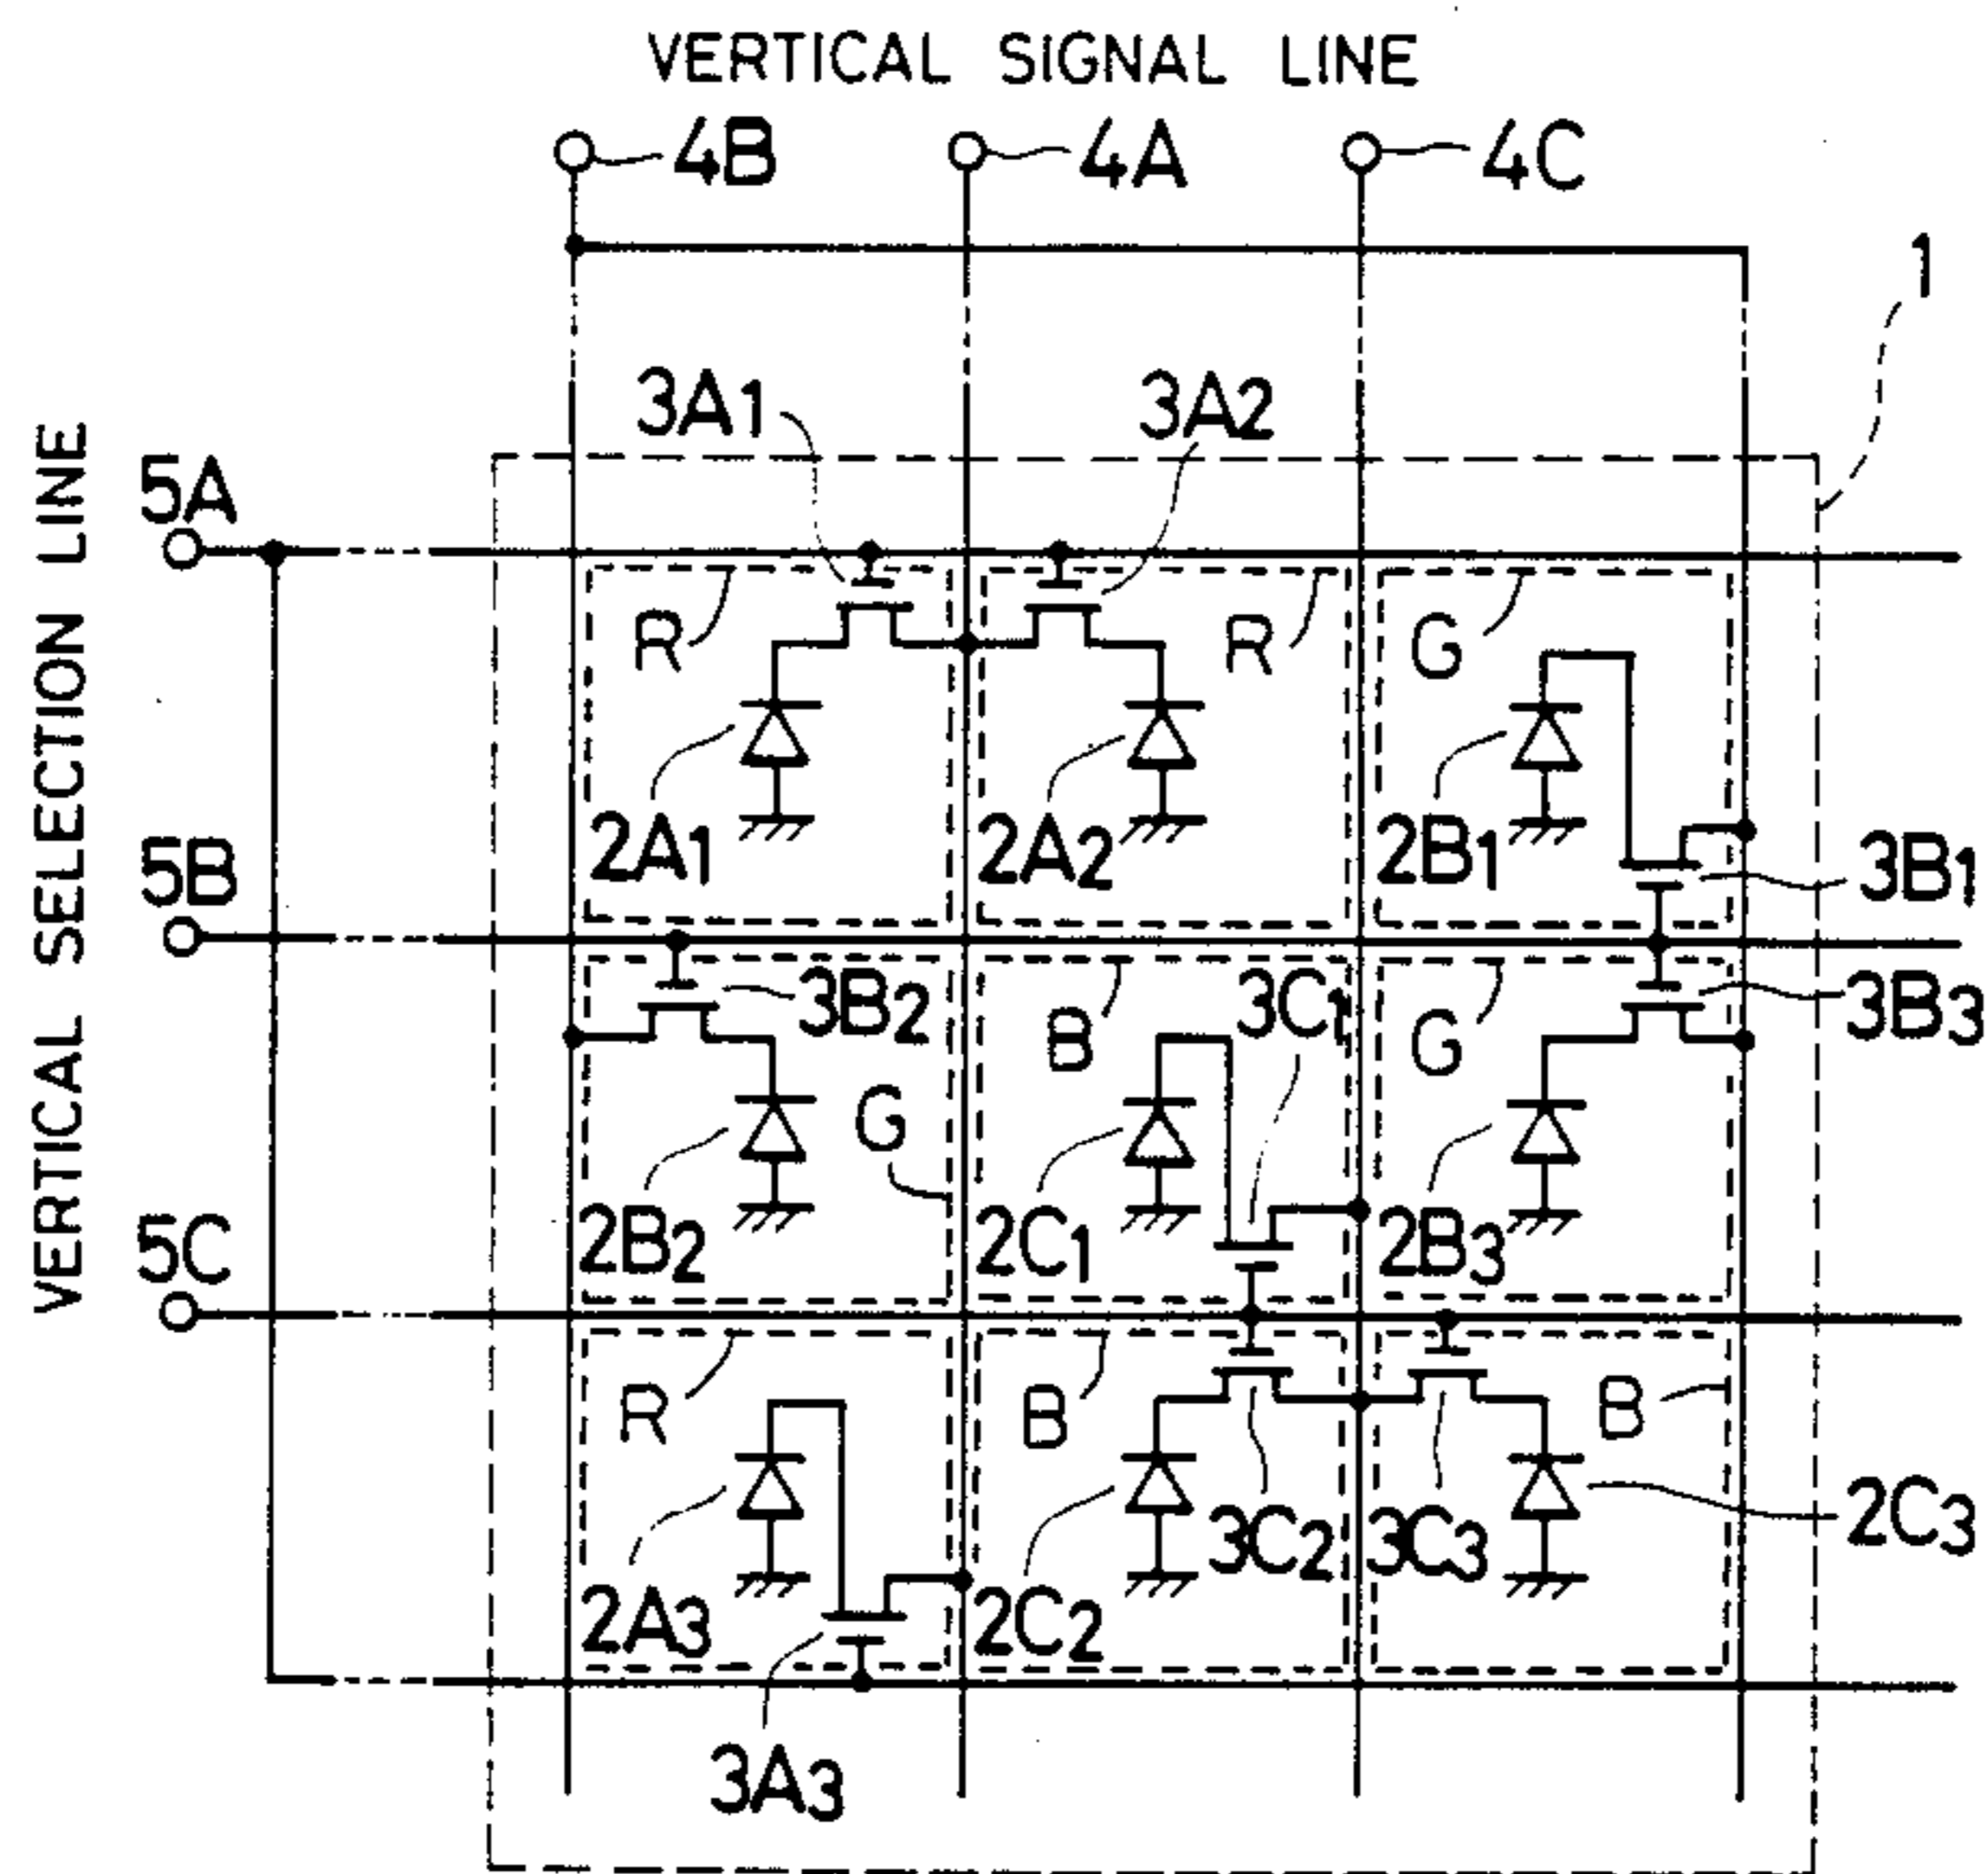 VERTICAL SIGNAL LINE
4B 4A 4C
1
3A1 3A2
VERTICAL SELECTION LINE
5A
R R G
2A1 2A2 2B1
5B
3B1
3B2 B 3C1 3B3
G
G
2B2 2C1 2B3
5C
R B B
3C2 3C3 2C3
2A3 2C2
3A3